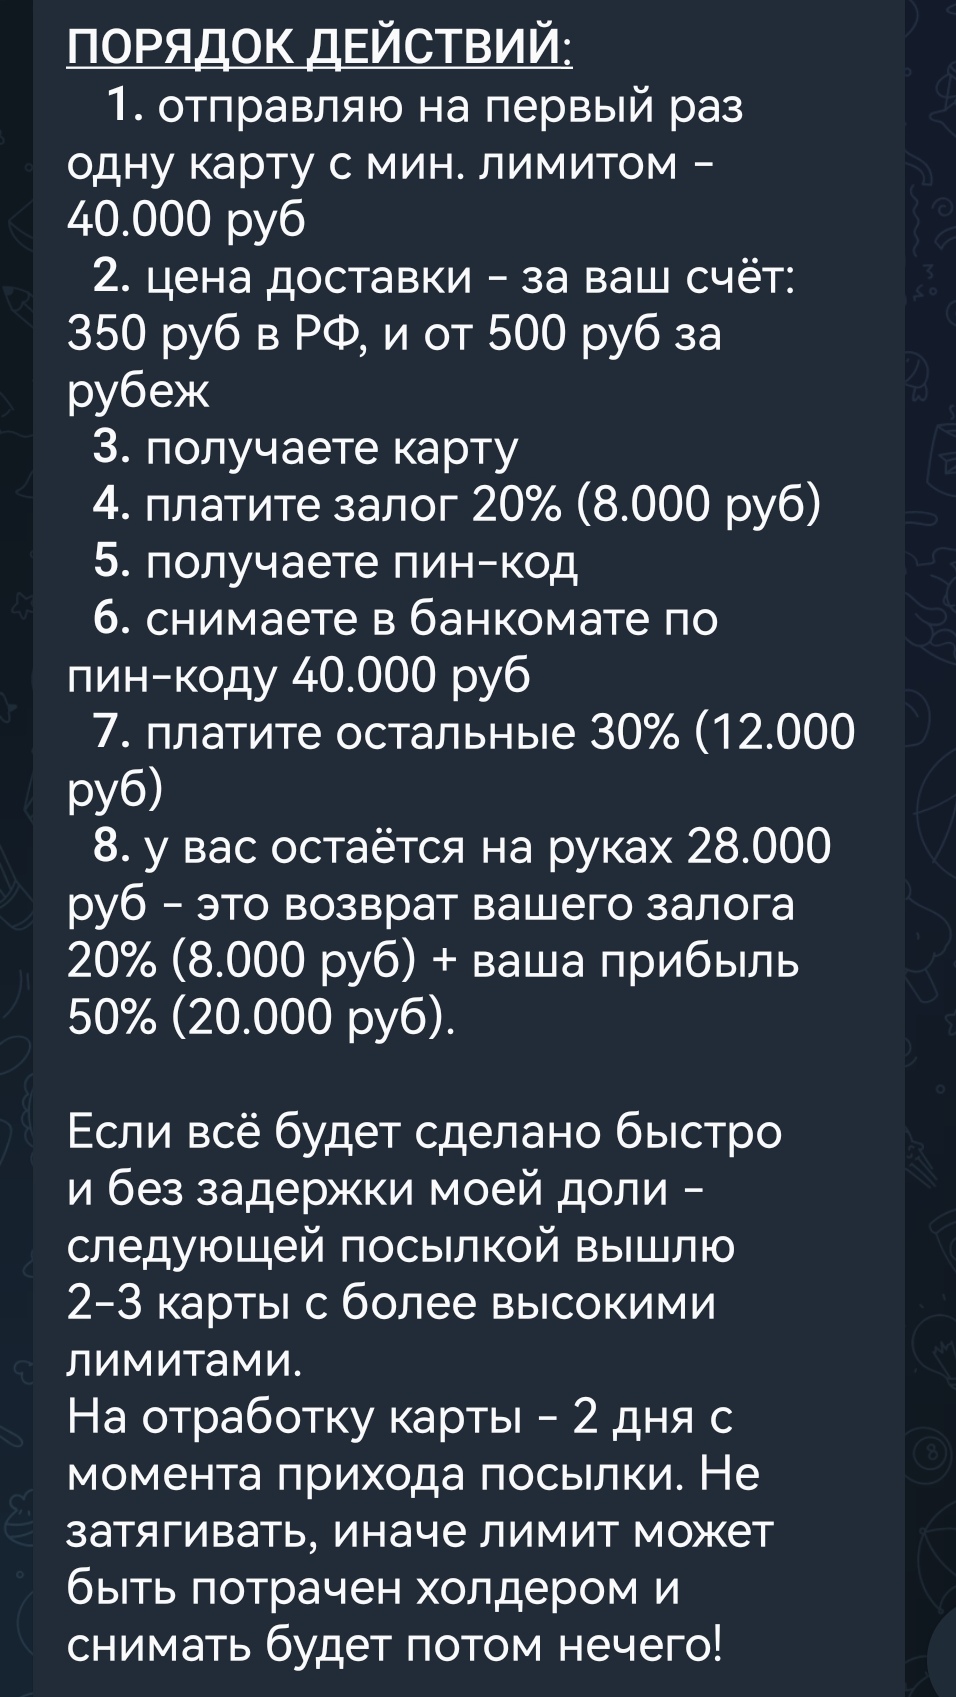 ПОРЯДОК ДЕЙСТВИЙ:
1. отправляю на первый раз
одну карту с мин. лимитом –
40.000 руб
2. цена доставки – за ваш счёт:
350 руб в РФ, и от 500 руб за
рубеж
3. получаете карту
4. платите залог 20% (8.000 руб)
5. получаете пин-код
6. снимаете в банкомате по
пин-коду 40.000 руб
7. платите остальные 30% (12.000
руб)
8. у вас остаётся на руках 28.000
руб – это возврат вашего залога
20% (8.000 руб) + ваша прибыль
50% (20.000 руб).
Если всё будет сделано быстро
и без задержки моей доли –
следующей посылкой вышлю
2-3 карты с более высокими
лимитами.
На отработку карты – 2 дня с
момента прихода посылки. Не
затягивать, иначе лимит может
быть потрачен холдером и
снимать будет потом нечего!